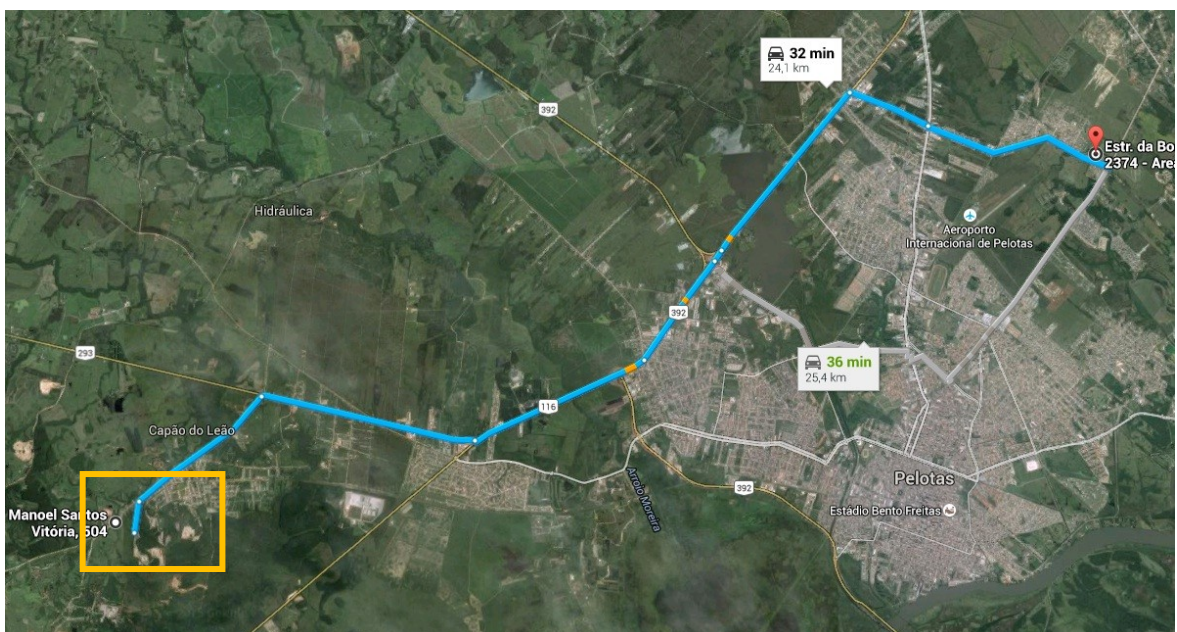 32 min
24,1 km
392
Estr. da Bo
2374 - Area
Hidráulica
Aeroporto
Internacional de Pelotas
392
293
36 min
25,4 km
116
Capão do Leão
Arroio Moreira
392
Pelotas
Estádio Bento Freitas
Manoel Santos
Vitória, 504